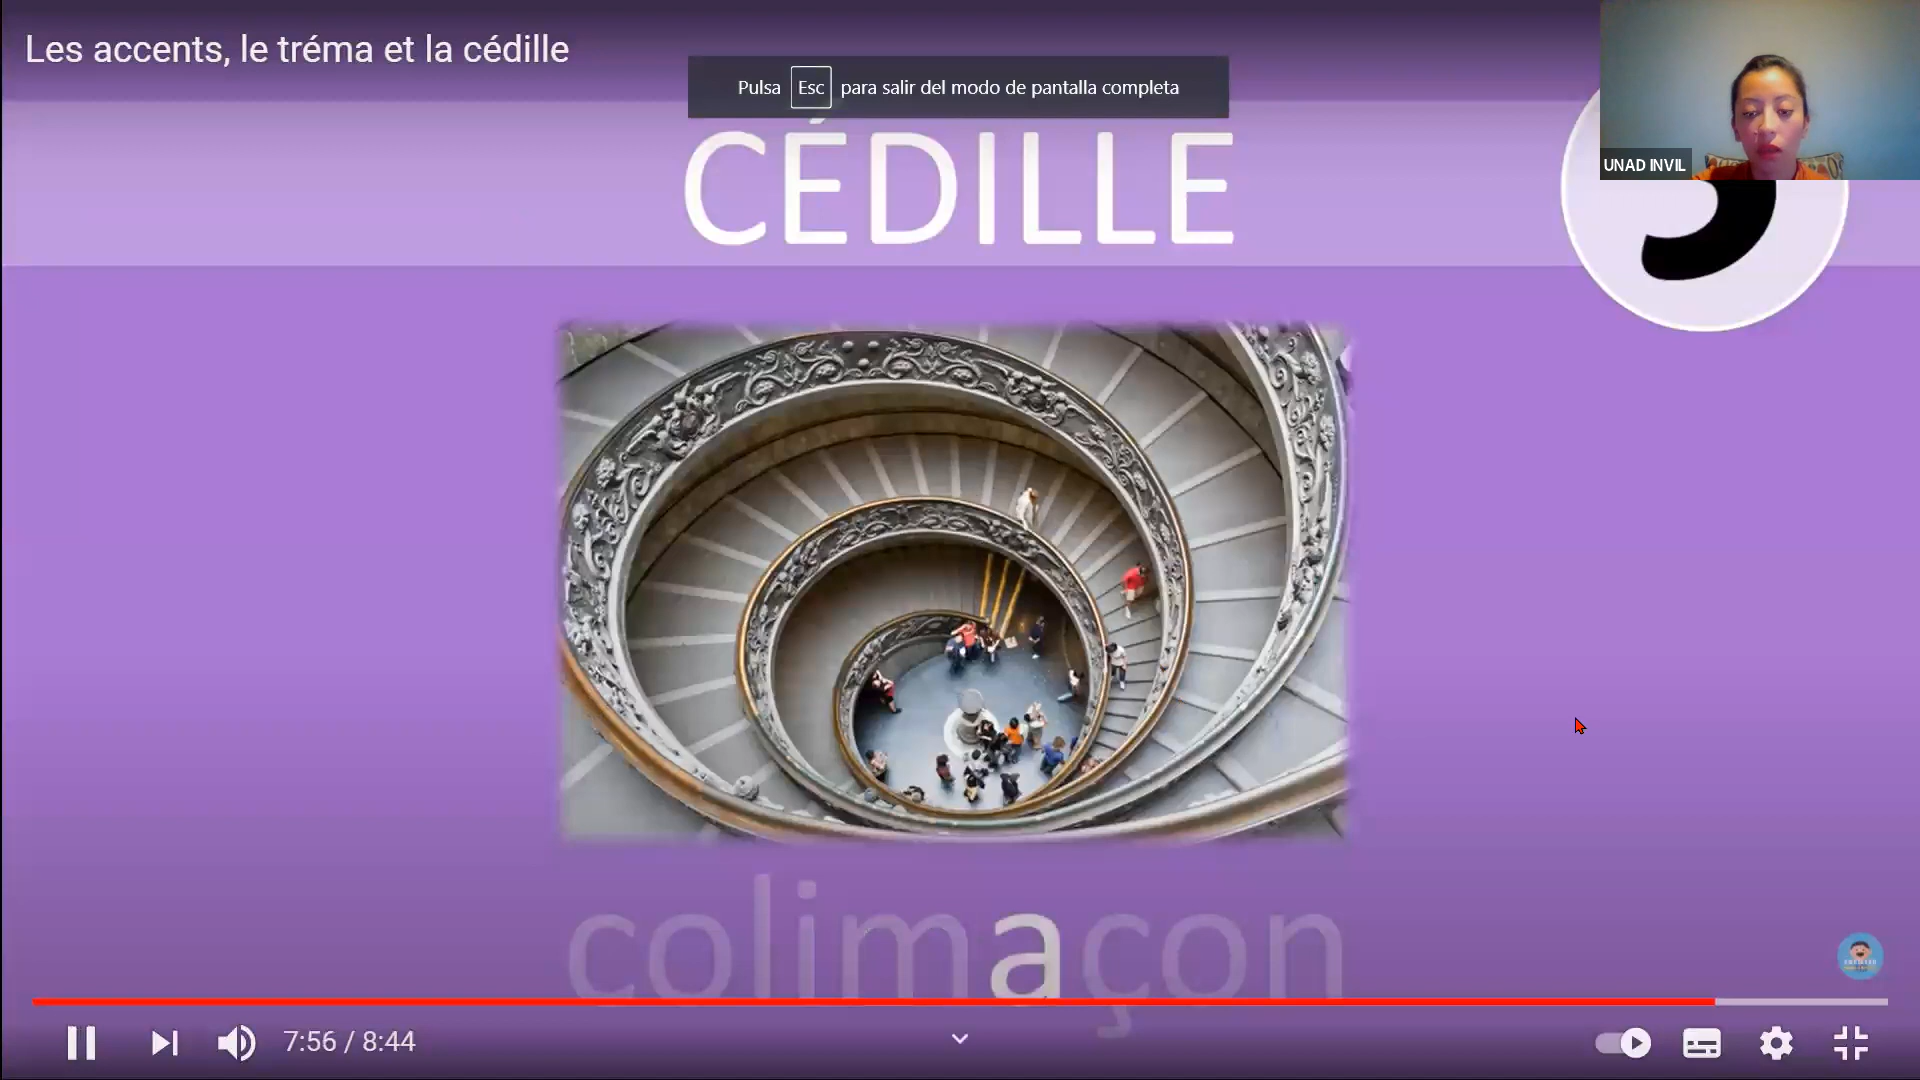 Les accents, le tréma et la cédille
Pulsa Esc para salir del modo de pantalla completa
CÉDILLE
UNAD INVIL
colimaçon
7:56 / 8:44